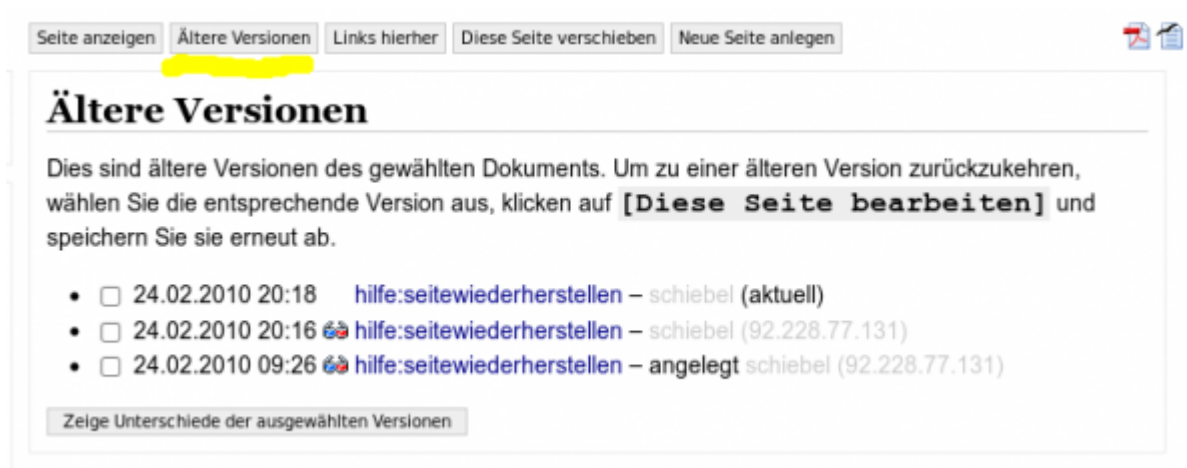 Seite anzeigen Ältere Versionen Links hierher Diese Seite verschieben Neue Seite anlegen
Ältere Versionen
Dies sind ältere Versionen des gewählten Dokuments. Um zu einer älteren Version zurückzukehren,
wählen Sie die entsprechende Version aus, klicken auf [Diese Seite bearbeiten] und
speichern Sie sie erneut ab.
• 24.02.2010 20:18 hilfe:seitewiederherstellen – schiebel (aktuell)
• 24.02.2010 20:16 hilfe:seitewiederherstellen – schiebel (92.228.77.131)
• 24.02.2010 09:26 hilfe:seitewiederherstellen – angelegt schiebel (92.228.77.131)
Zeige Unterschiede der ausgewählten Versionen